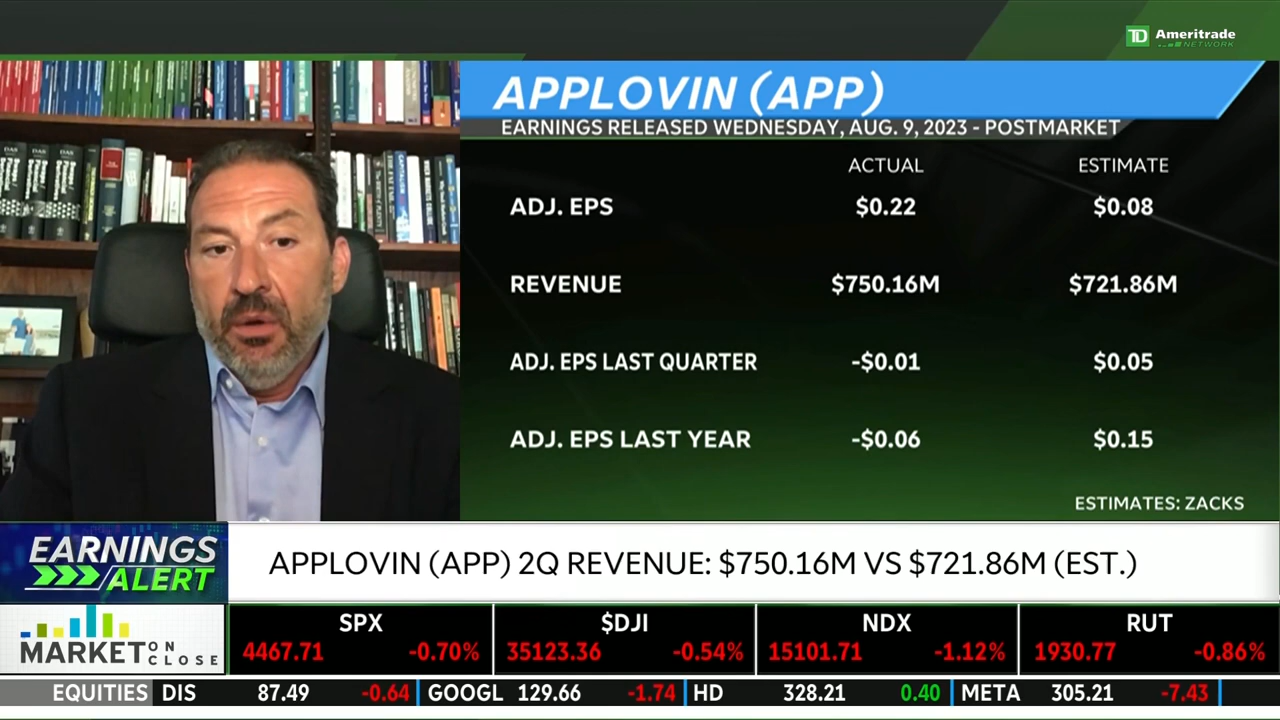 TD Ameritrade
NETWORK
APPLOVIN (APP)
EARNINGS RELEASED WEDNESDAY, AUG. 9, 2023 - POSTMARKET
ACTUAL ESTIMATE
ADJ. EPS $0.22 $0.08
REVENUE $750.16M $721.86M
ADJ. EPS LAST QUARTER -$0.01 $0.05
ADJ. EPS LAST YEAR -$0.06 $0.15
ESTIMATES: ZACKS
EARNINGS
ALERT
APPLOVIN (APP) 2Q REVENUE: $750.16M VS $721.86M (EST.)
MARKET ON CLOSE
SPX $DJI NDX RUT
4467.71 -0.70% 35123.36 -0.54% 15101.71 -1.12% 1930.77 -0.86%
EQUITIES DIS 87.49 -0.64 GOOGL 129.66 -1.74 HD 328.21 0.40 META 305.21 -7.43